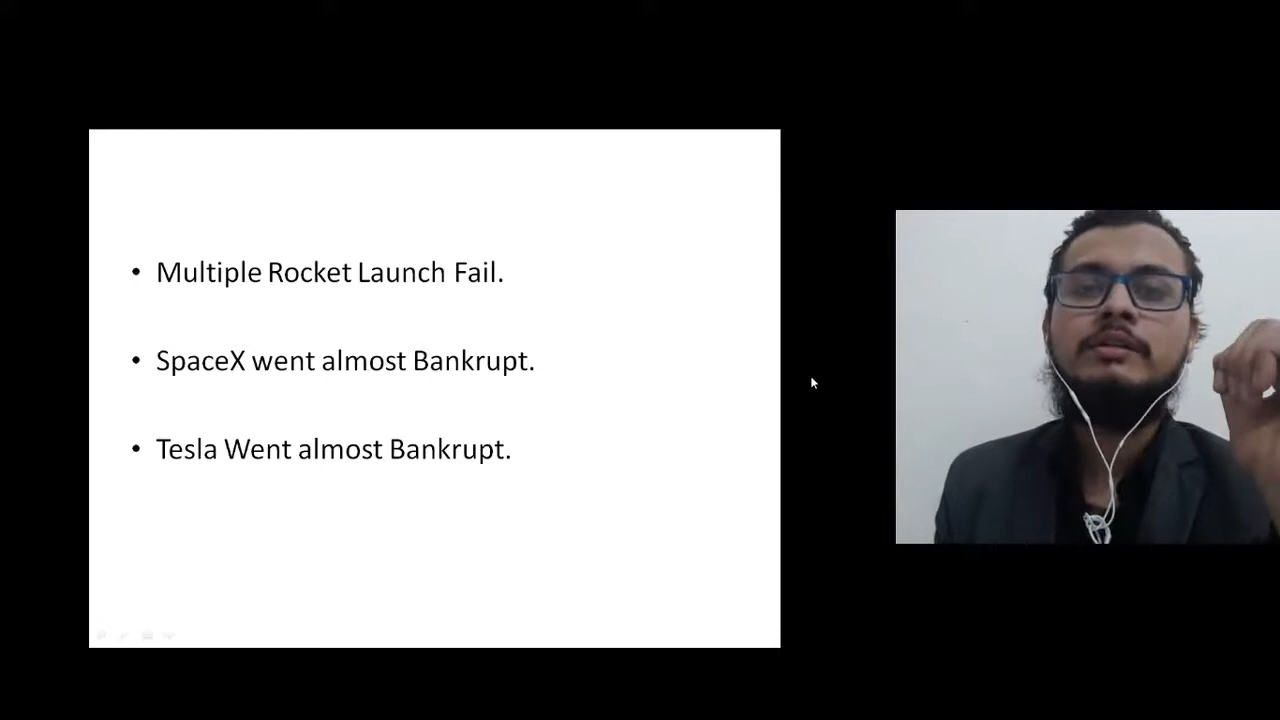 • Multiple Rocket Launch Fail.
• SpaceX went almost Bankrupt.
• Tesla Went almost Bankrupt.